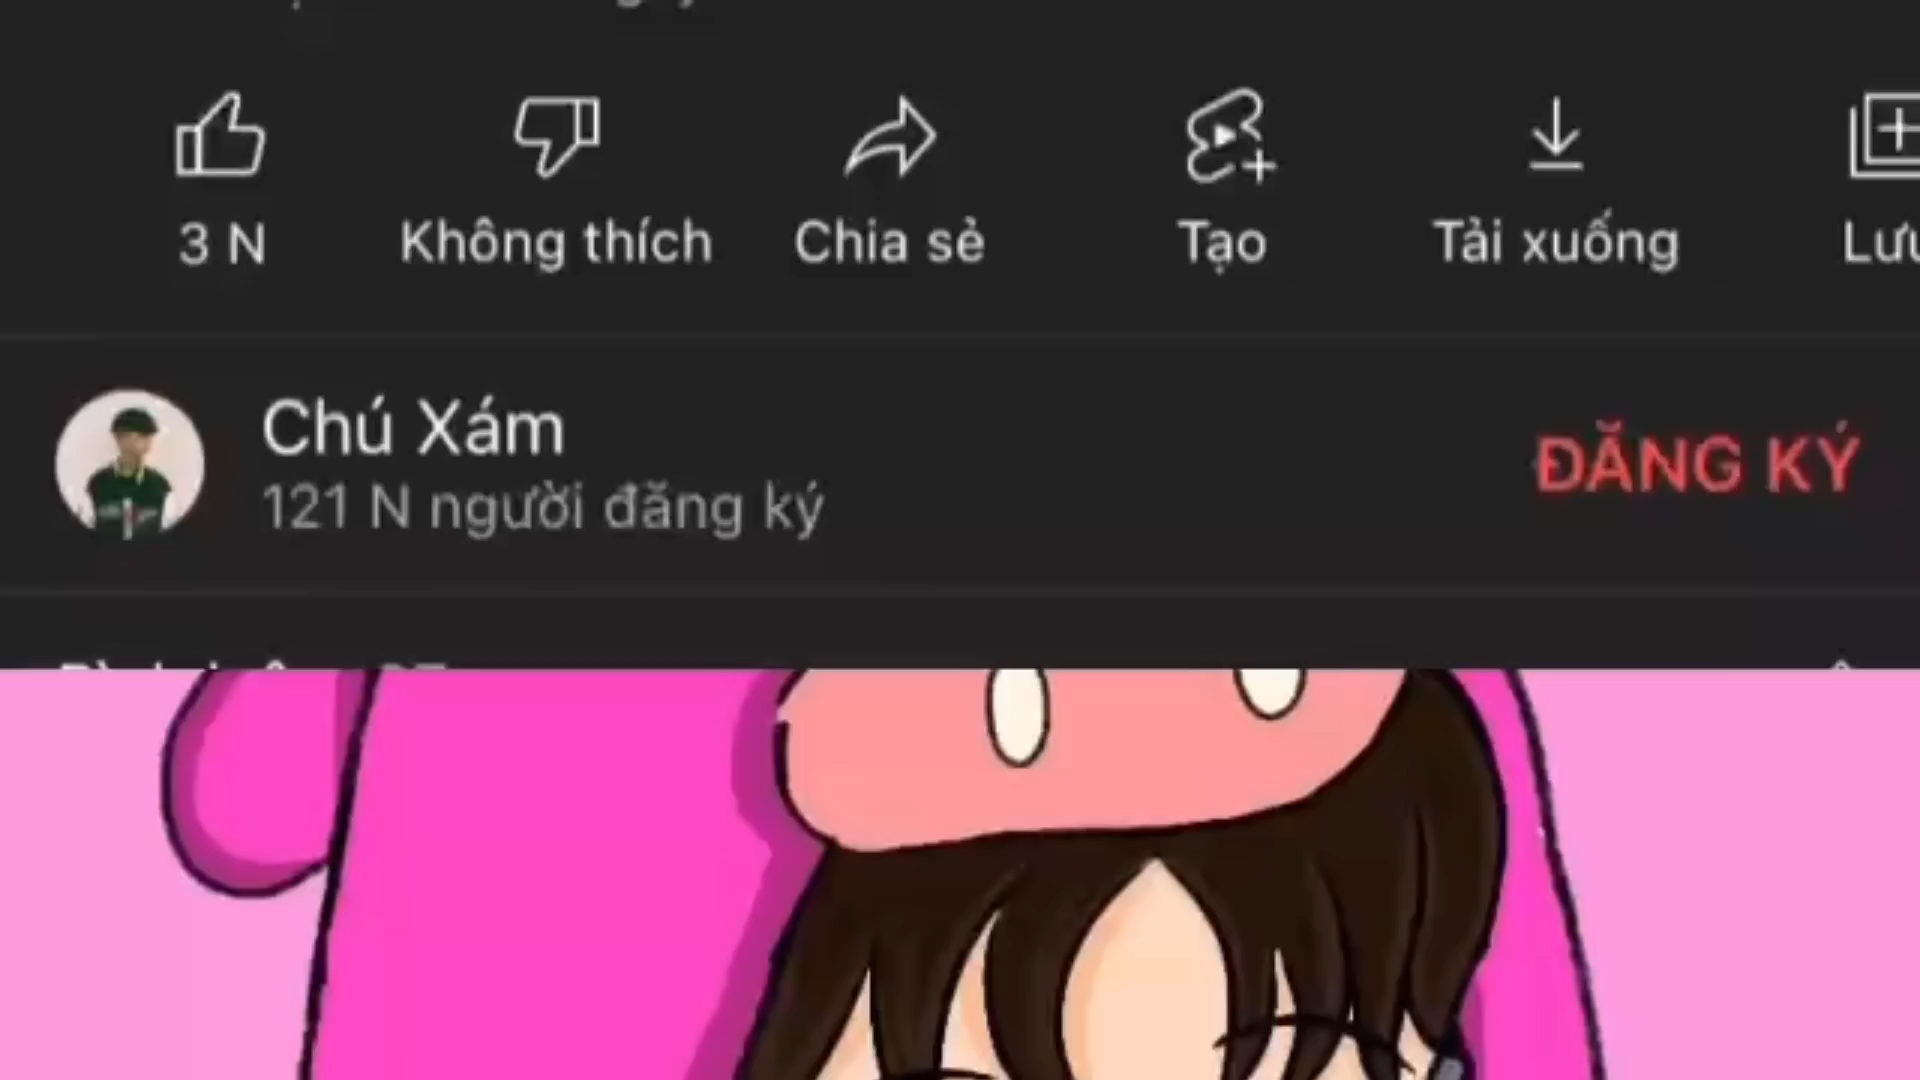 3 N
Không thích
Chia sẻ
Tạo
Tải xuống
Lưu
Chú Xám
121 N người đăng ký
ĐĂNG KÝ